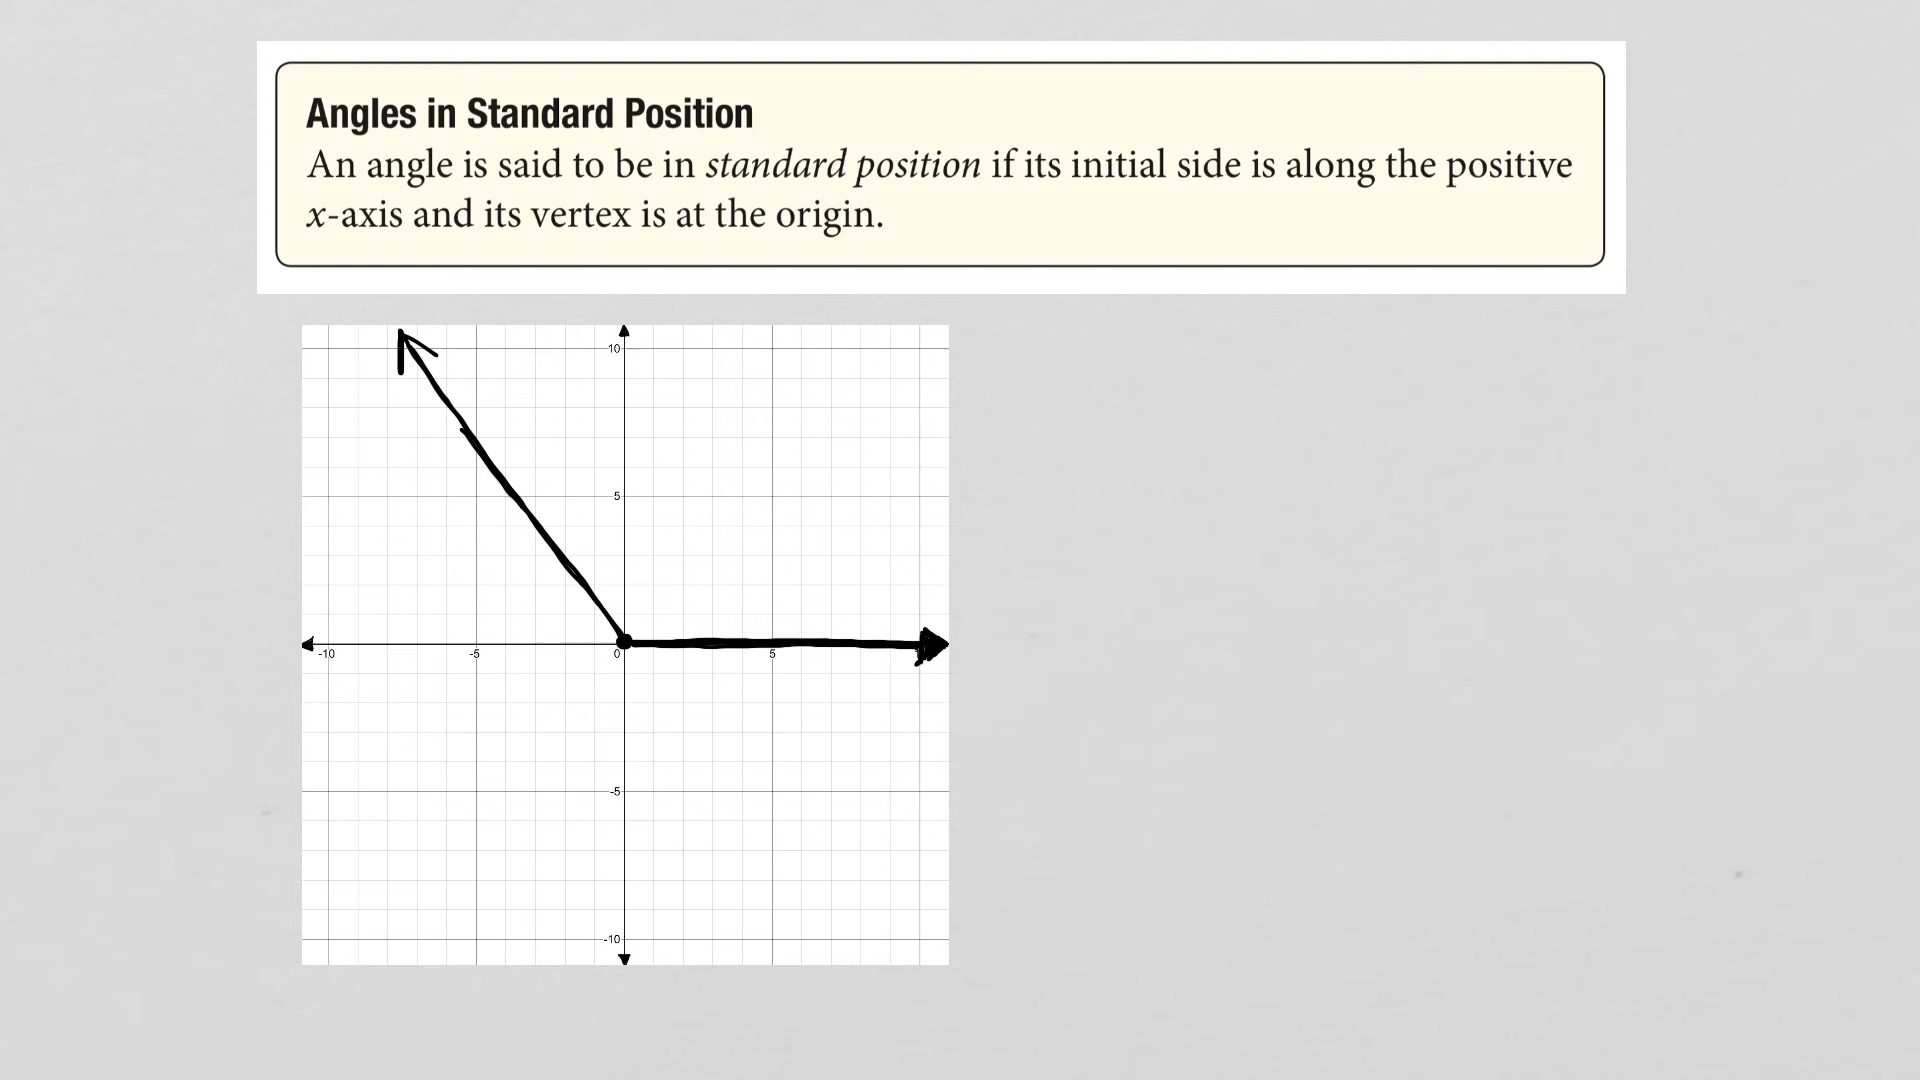 Angles in Standard Position
An angle is said to be in standard position if its initial side is along the positive
x-axis and its vertex is at the origin.
10
5
-10 -5 0 5
-5
-10